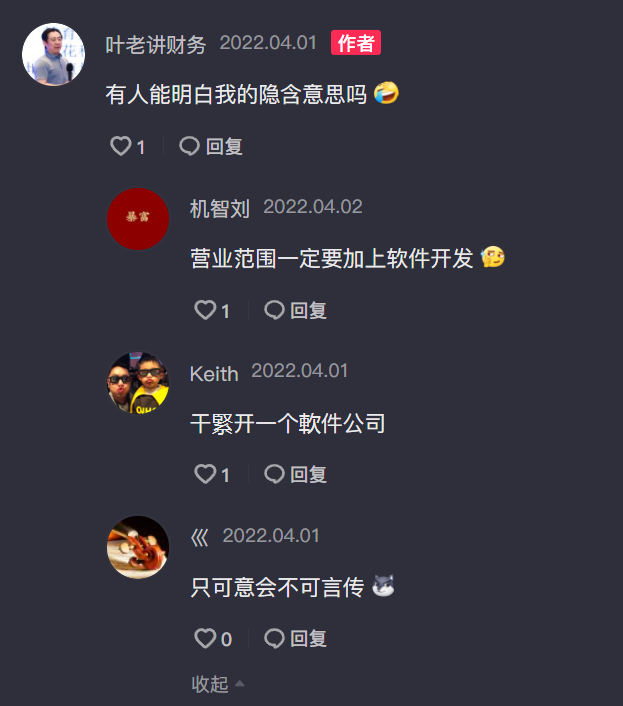 叶老讲财务 2022.04.01 作者
有人能明白我的隐含意思吗
1 回复
暴富
机智刘 2022.04.02
营业范围一定要加上软件开发
1 回复
Keith 2022.04.01
干緊开一个軟件公司
1 回复
巛 2022.04.01
只可意会不可言传
0 回复
收起